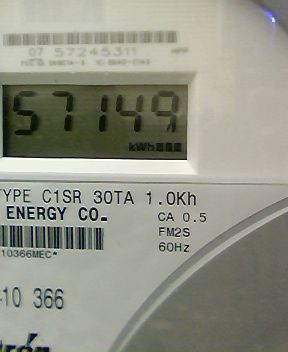 07 57245311
57149
kWh
TYPE C1SR 30TA 1.0Kh
ENERGY CO.
CA 0.5
FM2S
60Hz
10366MEC*
10 366